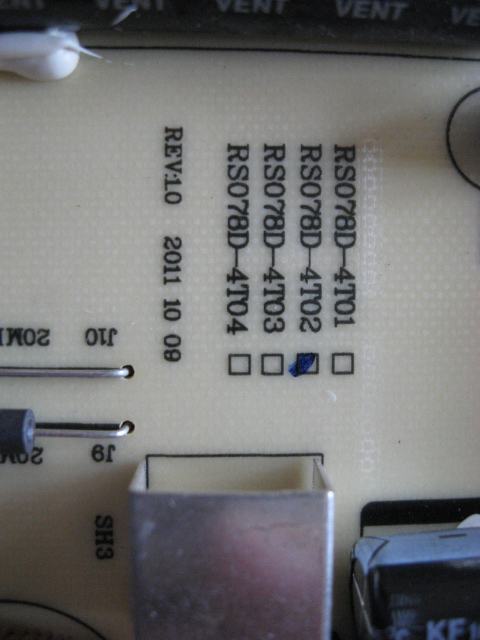 RS078D-4T01
RS078D-4T02
RS078D-4T03
RS078D-4T04
REV:1.0 2011 10 09
J10
J9
SH3
VENT
VENT
VENT